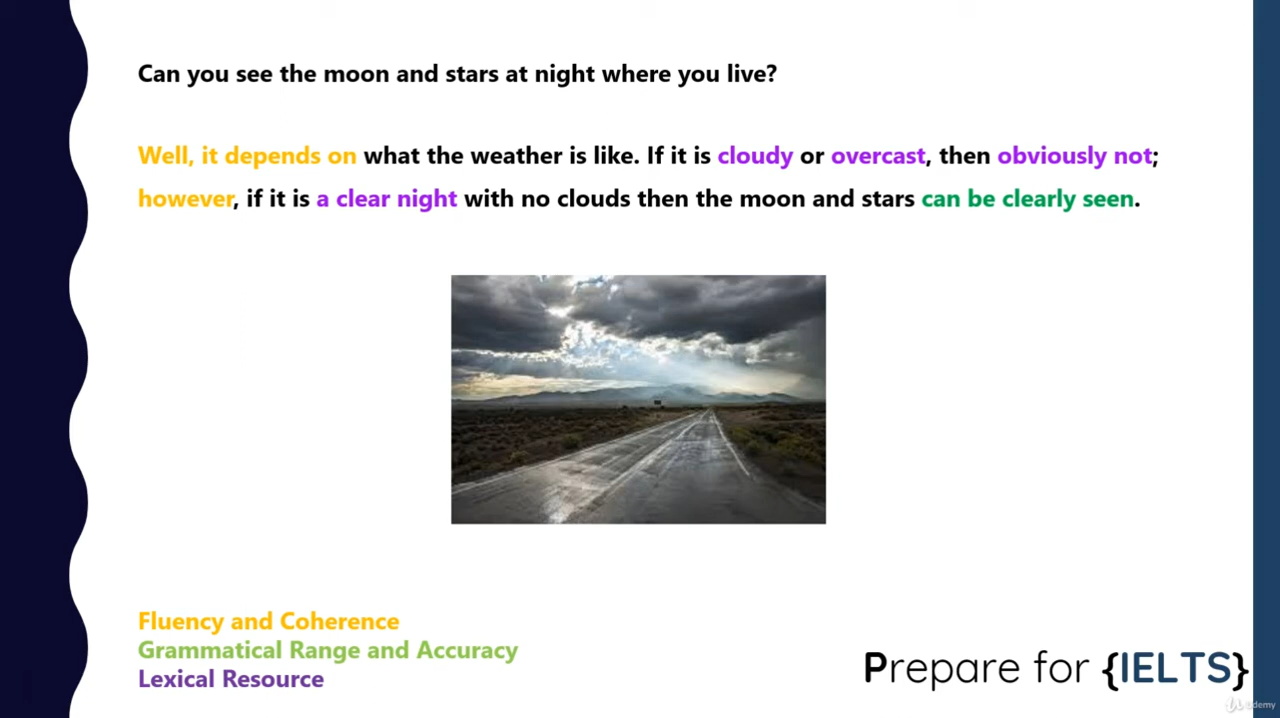 Can you see the moon and stars at night where you live?
Well, it depends on what the weather is like. If it is cloudy or overcast, then obviously not;
however, if it is a clear night with no clouds then the moon and stars can be clearly seen.
Fluency and Coherence
Grammatical Range and Accuracy
Lexical Resource
Prepare for {IELTS}
Udemy